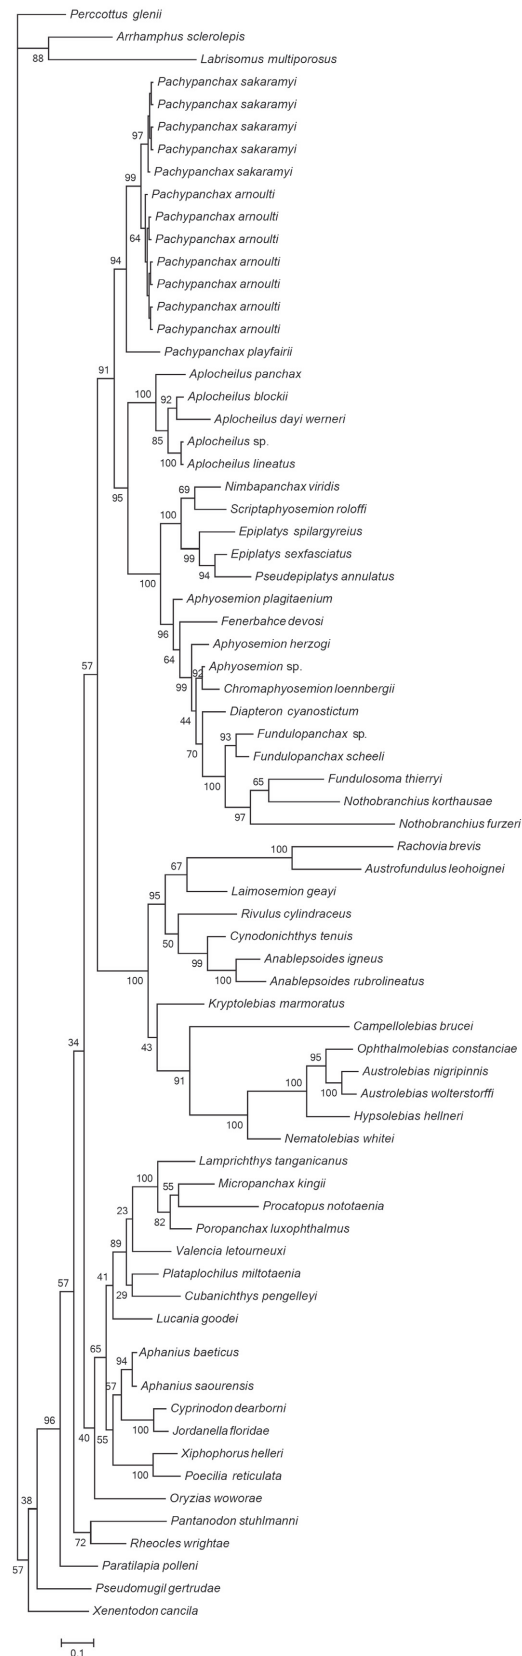 Perccottus glenii
Arrhamphus sclerolepis
88
Labrisomus multiporosus
Pachypanchax sakaramyi
Pachypanchax sakaramyi
Pachypanchax sakaramyi
97
Pachypanchax sakaramyi
Pachypanchax sakaramyi
99
Pachypanchax arnoulti
Pachypanchax arnoulti
64
Pachypanchax arnoulti
94
Pachypanchax arnoulti
Pachypanchax arnoulti
Pachypanchax arnoulti
Pachypanchax arnoulti
Pachypanchax playfairii
91
Aplocheilus panchax
100
Aplocheilus blockii
92
Aplocheilus dayi werneri
85
Aplocheilus sp.
100
Aplocheilus lineatus
95
Nimbapanchax viridis
69
Scriptaphyosemion roloffi
100
Epiplatys spilargyreius
99
Epiplatys sexfasciatus
94
Pseudepiplatys annulatus
100
Aphyosemion plagitaenium
96
Fenerbahce devosi
64
Aphyosemion herzogi
57
Aphyosemion sp.
92
99
Chromaphyosemion loennbergii
44
Diapteron cyanostictum
93
Fundulopanchax sp.
70
Fundulopanchax scheeli
100
65
Fundulosoma thierryi
Nothobranchius korthausae
97
Nothobranchius furzeri
100
Rachovia brevis
67
Austrofundulus leohoignei
95
Laimosemion geayi
Rivulus cylindraceus
50
Cynodonichthys tenuis
99
Anablepsoides igneus
100
Anablepsoides rubrolineatus
100
Kryptolebias marmoratus
Campellolebias brucei
43
34
95
Ophthalmolebias constanciae
91
100
Austrolebias nigripinnis
100
Austrolebias wolterstorffi
Hypsolebias hellneri
100
Nematolebias whitei
Lamprichthys tanganicanus
100
55
Micropanchax kingii
Procatopus nototaenia
23
82
Poropanchax luxophthalmus
89
Valencia letourneuxi
41
Plataplochilus miltotaenia
57
29
Cubanichthys pengelleyi
Lucania goodei
65
Aphanius baeticus
94
57
Aphanius saourensis
Cyprinodon dearborni
96
100
Jordanella floridae
40
55
Xiphophorus helleri
100
Poecilia reticulata
38
Oryzias woworae
Pantanodon stuhlmanni
72
Rheocles wrightae
57
Paratilapia polleni
Pseudomugil gertrudae
Xenentodon cancila
0.1